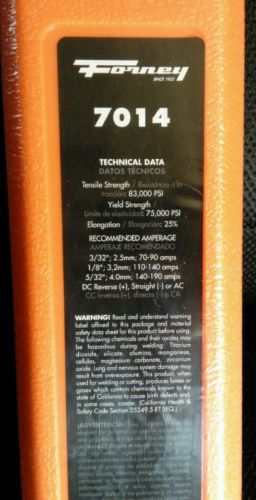 Forney
SINCE 1932
7014
TECHNICAL DATA
DATOS TÉCNICOS
Tensile Strength / Resistencia a la
tracción: 83,000 PSI
Yield Strength /
Límite de elasticidad: 75,000 PSI
Elongation / Elongación: 25%
RECOMMENDED AMPERAGE
AMPERAJE RECOMENDADO
3/32"; 2.5mm; 70-90 amps
1/8"; 3.2mm; 110-140 amps
5/32"; 4.0mm; 140-190 amps
DC Reverse (+), Straight (-) or AC
CC inversa (+), directa (-) o CA
WARNING! Read and understand warning
label affixed to this package and material
safety data sheet for this product before using.
The following chemicals and their oxides may
be hazardous during welding: Titanium
dioxide, silicate, alumina, manganese,
cellulos, magnesium carbonate, zirconium
oxide. Lung and nervous system damage may
result from overexposure. This product, when
used for welding or cutting, produces fumes or
gases which contain chemicals known to the
state of California to cause birth defects and,
in some cases, cancer. (California Health &
Safety Code Section 25249.5 ET SEQ.)
¡ADVERTENCIA!